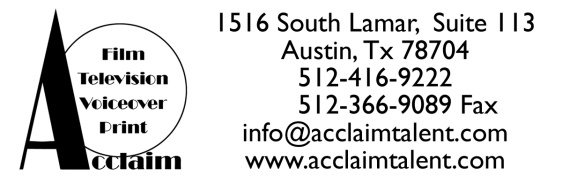 Film
Television
Voiceover
Print
Acclaim
1516 South Lamar, Suite 113
Austin, Tx 78704
512-416-9222
512-366-9089 Fax
info@acclaimtalent.com
www.acclaimtalent.com